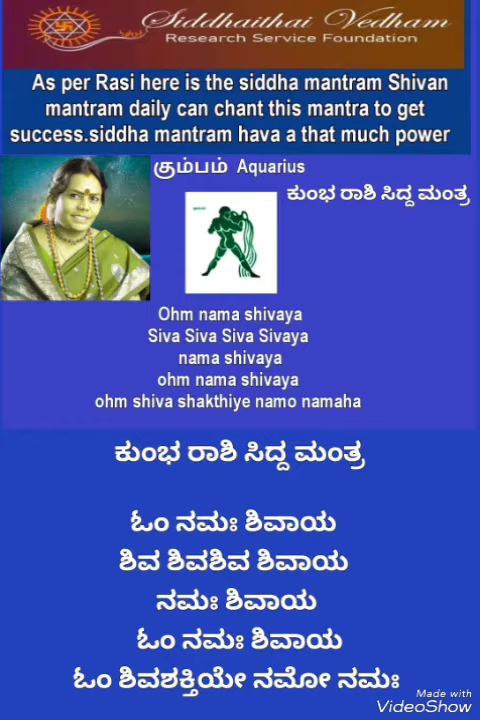 Siddhaithai Vedham
Research Service Foundation
As per Rasi here is the siddha mantram Shivan
mantram daily can chant this mantra to get
success.siddha mantram hava a that much power
கும்பம் Aquarius
ಕುಂಭ ರಾಶಿ ಸಿದ್ದ ಮಂತ್ರ
Ohm nama shivaya
Siva Siva Siva Sivaya
nama shivaya
ohm nama shivaya
ohm shiva shakthiye namo namaha
ಕುಂಭ ರಾಶಿ ಸಿದ್ದ ಮಂತ್ರ
ಓಂ ನಮಃ ಶಿವಾಯ
ಶಿವ ಶಿವಶಿವ ಶಿವಾಯ
ನಮಃ ಶಿವಾಯ
ಓಂ ನಮಃ ಶಿವಾಯ
ಓಂ ಶಿವಶಕ್ತಿಯೇ ನಮೋ ನಮಃ
Made with
VideoShow